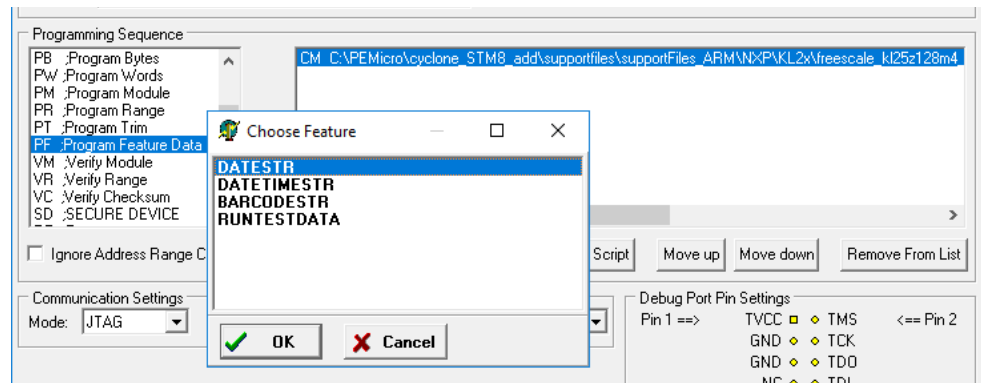 Programming Sequence
PB ;Program Bytes
PW ;Program Words
PM ;Program Module
PR ;Program Range
PT ;Program Trim
PF ;Program Feature Data
VM ;Verify Module
VR ;Verify Range
VC ;Verify Checksum
SD ;SECURE DEVICE
CM C:\PEMicro\cyclone_STM8_add\supportfiles\supportFiles_ARM\NXP\KL2x\freescale_kl25z128m4
Choose Feature
DATESTR
DATETIMESTR
BARCODESTR
RUNTESTDATA
OK
Cancel
Ignore Address Range C
Script
Move up
Move down
Remove From List
Communication Settings
Mode: JTAG
Debug Port Pin Settings
Pin 1 ==> TVCC TMS <== Pin 2
GND TCK
GND TDO
NC TDI